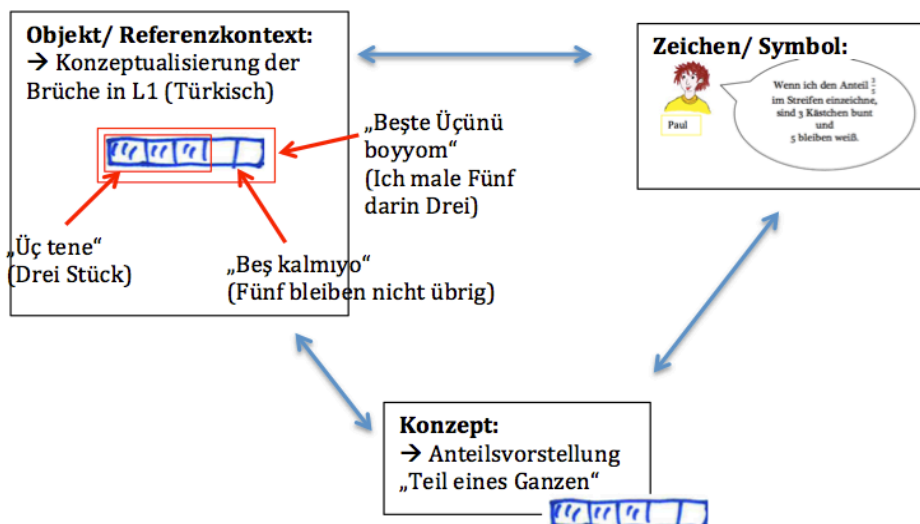 Objekt/ Referenzkontext:
→ Konzeptualisierung der
Brüche in L1 (Türkisch)
„Beşte Üçünü
boyyom“
(Ich male Fünf
darin Drei)
„Üç tene“
(Drei Stück)
„Beş kalmıyo“
(Fünf bleiben nicht übrig)
Zeichen/ Symbol:
Paul
Wenn ich den Anteil 3/5
im Streifen einzeichne,
sind 3 Kästchen bunt
und
5 bleiben weiß.
Konzept:
→ Anteilsvorstellung
„Teil eines Ganzen“